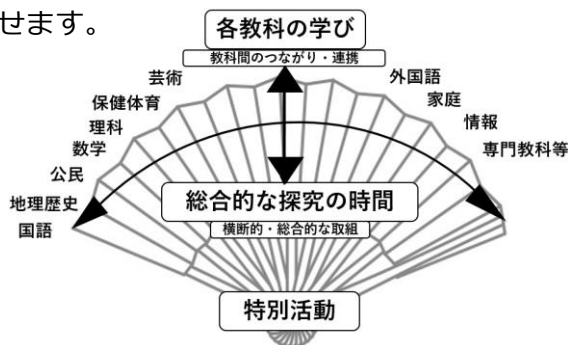 せます。
各教科の学び
教科間のつながり・連携
芸術
保健体育
理科
数学
公民
地理歴史
国語
外国語
家庭
情報
専門教科等
総合的な探究の時間
横断的・総合的な取組
特別活動